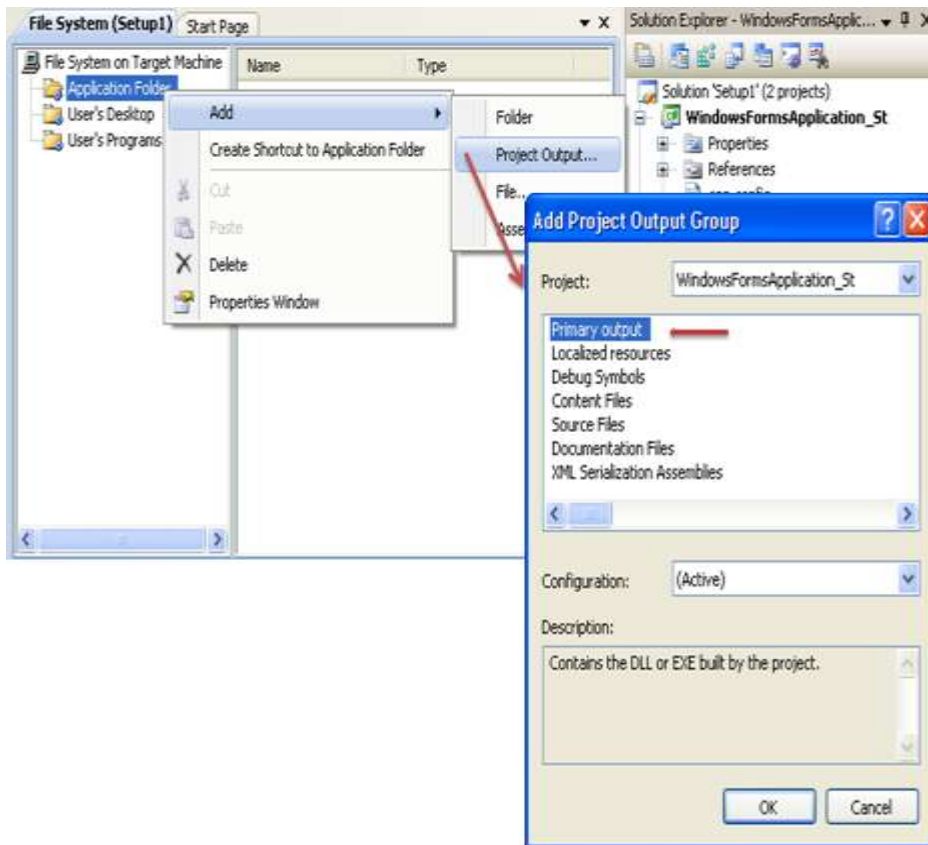 File System (Setup1)
Start Page
File System on Target Machine
Application Folder
User's Desktop
User's Programs
Name
Type
Add
Create Shortcut to Application Folder
Cut
Paste
Delete
Properties Window
Folder
Project Output...
File...
Asse
Solution Explorer - WindowsFormsApplic...
Solution 'Setup1' (2 projects)
WindowsFormsApplication_St
Properties
References
Add Project Output Group
Project:
WindowsFormsApplication_St
Primary output
Localized resources
Debug Symbols
Content Files
Source Files
Documentation Files
XML Serialization Assemblies
Configuration:
(Active)
Description:
Contains the DLL or EXE built by the project.
OK
Cancel